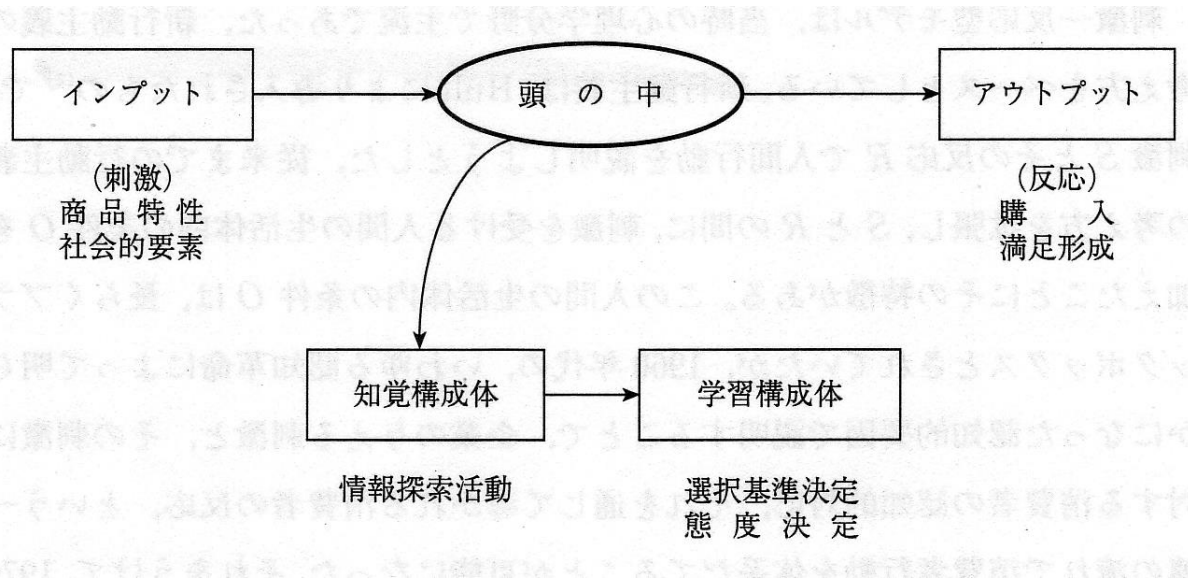 インプット
頭の中
アウトプット
(刺激)
商品特性
社会的要素
(反応)
購入
満足形成
知覚構成体
学習構成体
情報探索活動
選択基準決定
態度決定